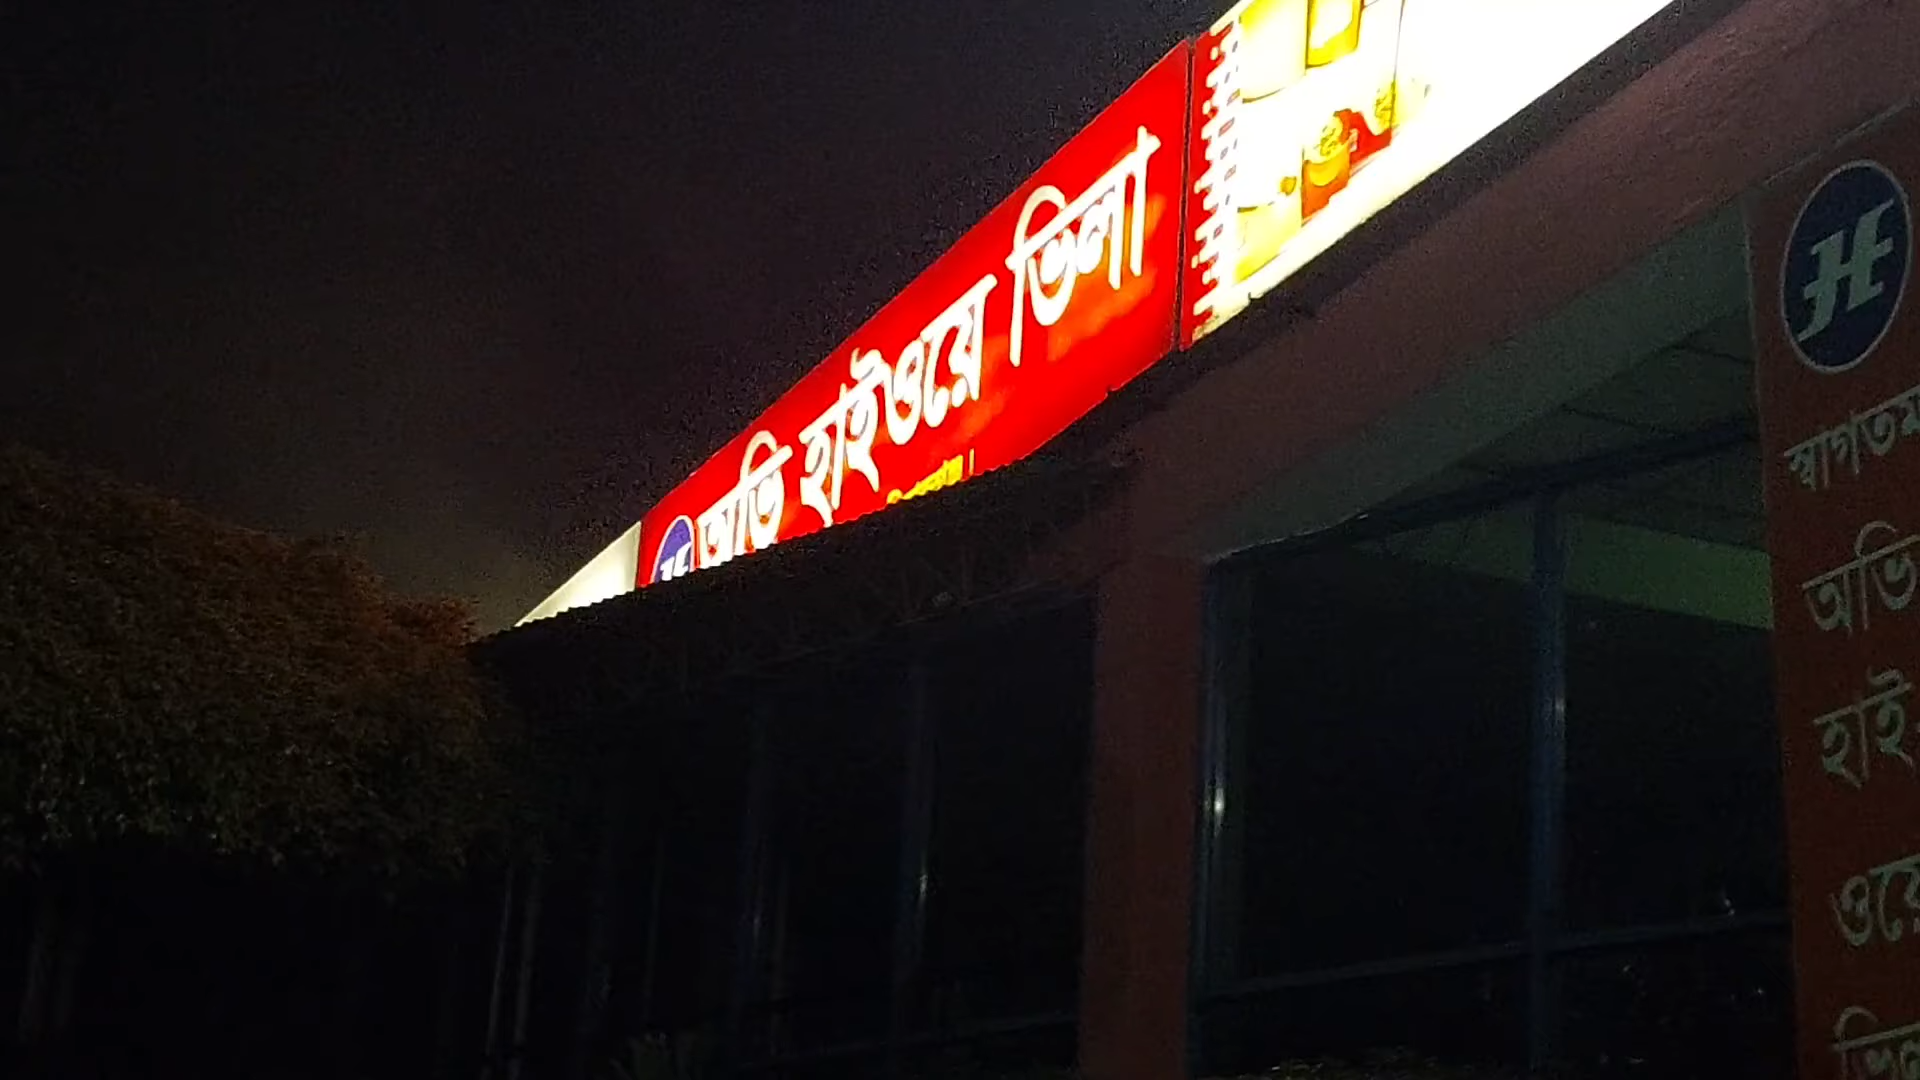 অভি হাইওয়ে ভিলা
স্বাগতম
অভি
হাই
ওয়ে